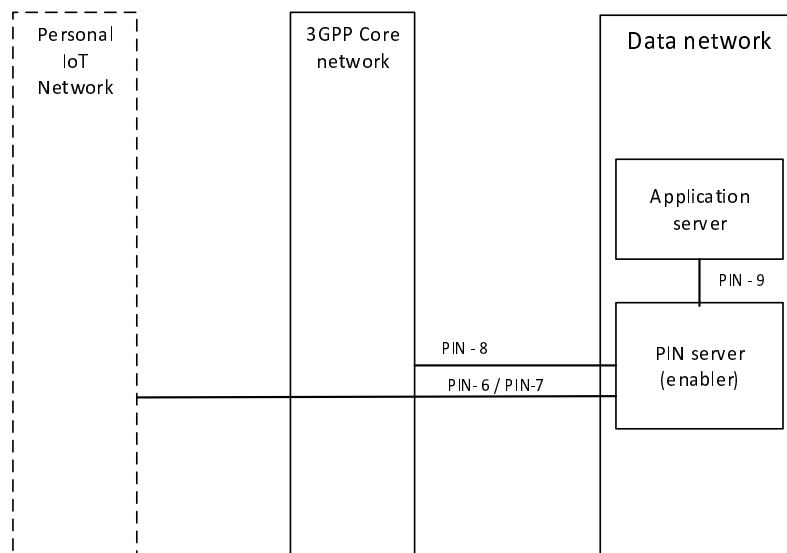 Personal
IoT
Network
3GPP Core
network
Data network
Application
server
PIN - 9
PIN server
(enabler)
PIN - 8
PIN- 6 / PIN-7